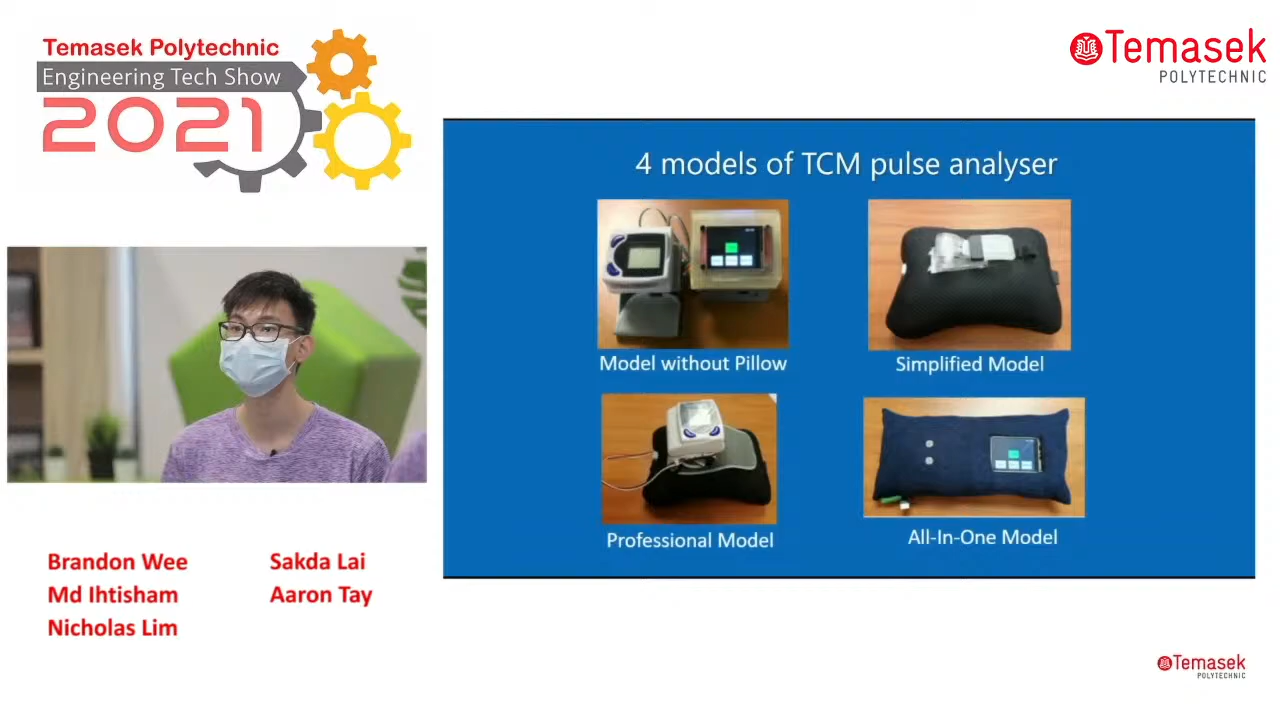 Temasek Polytechnic
Engineering Tech Show
2021
Temasek
POLYTECHNIC
4 models of TCM pulse analyser
Model without Pillow
Simplified Model
Professional Model
All-In-One Model
Brandon Wee
Sakda Lai
Md Ihtisham
Aaron Tay
Nicholas Lim
Temasek
POLYTECHNIC